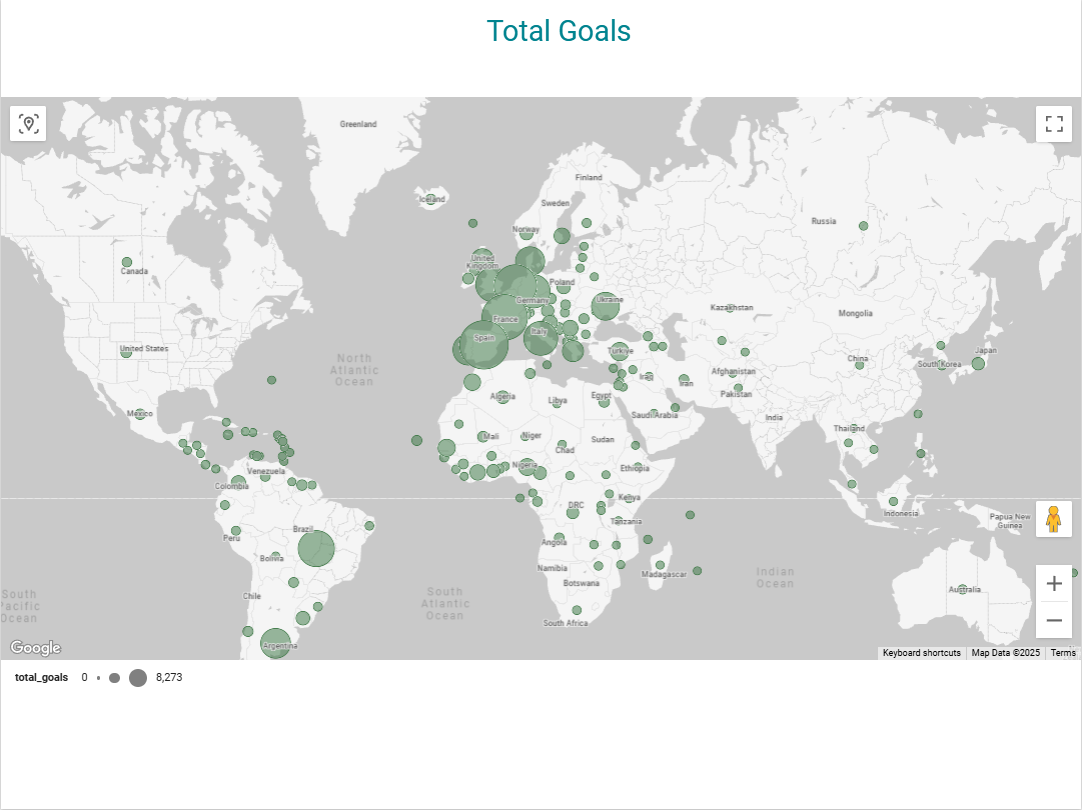 Total Goals
Greenland
Iceland
Finland
Sweden
Norway
Russia
Canada
United
Kingdom
Poland
Germany
Ukraine
France
Kazakhstan
Mongolia
Spain
Italy
United States
North
Atlantic
Ocean
Türkiye
China
South Korea
Japan
Afghanistan
Iraq
Iran
Pakistan
Algeria
Libya
Egypt
Saudi Arabia
India
Mexico
Mali
Niger
Chad
Sudan
Thailand
Venezuela
Nigeria
Ethiopia
Colombia
Kenya
DRC
Indonesia
Papua New
Guinea
Tanzania
Brazil
Peru
Angola
Bolivia
Namibia
Madagascar
Botswana
Indian
Ocean
Australia
South
Pacific
Ocean
Chile
South
Atlantic
Ocean
South Africa
Argentina
Google
Keyboard shortcuts
Map Data ©2025
Terms
total_goals 0 8,273